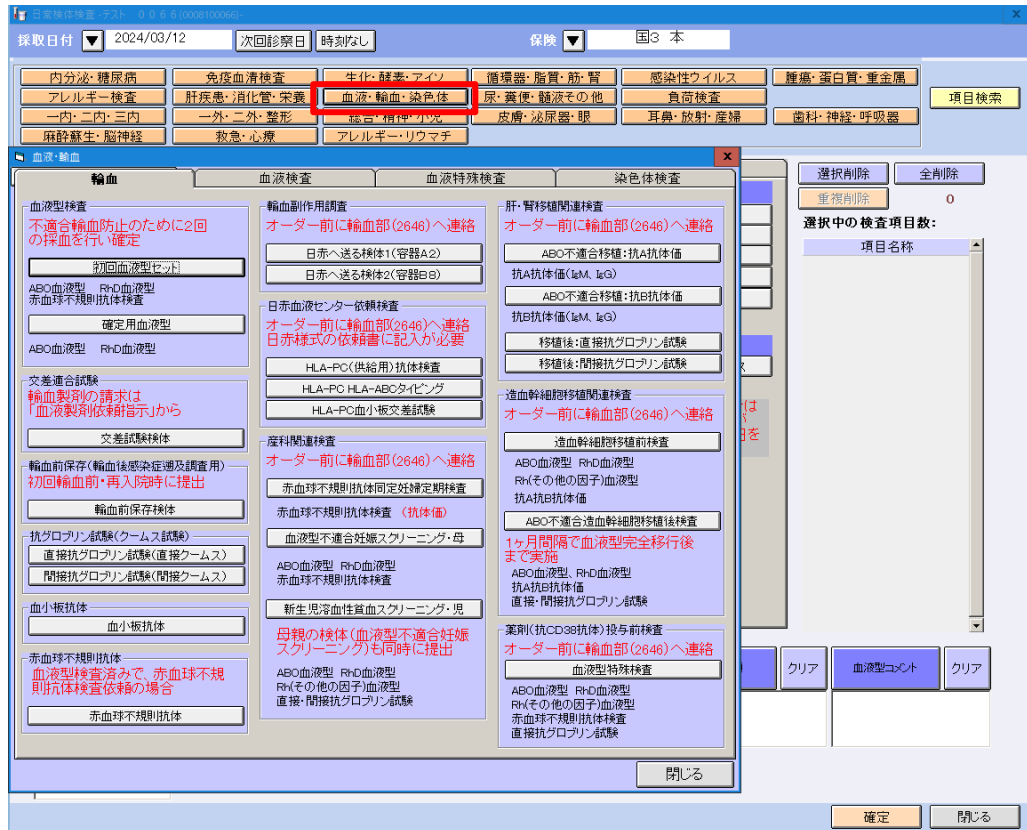 日常検体検査 -テスト　００６６(0008100066)-
採取日付 ▼ 2024/03/12 次回診察日 時刻なし 保険 ▼ 国3 本
内分泌・糖尿病 免疫血清検査 生化・酵素・アイソ 循環器・脂質・筋・腎 感染性ウイルス 腫瘍・蛋白質・重金属
アレルギー検査 肝疾患・消化管・栄養 血液・輸血・染色体 尿・糞便・髄液その他 負荷検査 項目検索
一内・二内・三内 一外・二外・整形 総合・精神・小児 皮膚・泌尿器・眼 耳鼻・放射・産婦 歯科・神経・呼吸器
麻酔蘇生・脳神経 救急・心療 アレルギー・リウマチ
血液・輸血 x
輸血 血液検査 血液特殊検査 染色体検査
血液型検査
不適合輸血防止のために2回
の採血を行い確定
初回血液型セット
ABO血液型 RhD血液型
赤血球不規則抗体検査
確定用血液型
ABO血液型 RhD血液型
交差適合試験
輸血製剤の請求は
「血液製剤依頼指示」から
交差試験検体
輸血前保存(輸血後感染症遡及調査用)
初回輸血前・再入院時に提出
輸血前保存検体
抗グロブリン試験(クームス試験)
直接抗グロブリン試験(直接クームス)
間接抗グロブリン試験(間接クームス)
血小板抗体
血小板抗体
赤血球不規則抗体
血液型検査済みで、赤血球不規
則抗体検査依頼の場合
赤血球不規則抗体
輸血副作用調査
オーダー前に輸血部(2646)へ連絡
日赤へ送る検体1(容器A2)
日赤へ送る検体2(容器B8)
日赤血液センター依頼検査
オーダー前に輸血部(2646)へ連絡
日赤様式の依頼書に記入が必要
HLA-PC(供給用)抗体検査
HLA-PC HLA-ABCタイピング
HLA-PC血小板交差試験
産科関連検査
オーダー前に輸血部(2646)へ連絡
赤血球不規則抗体同定妊婦定期検査
赤血球不規則抗体検査 (抗体価)
血液型不適合妊娠スクリーニング・母
ABO血液型 RhD血液型
赤血球不規則抗体検査
新生児溶血性貧血スクリーニング・児
母親の検体(血液型不適合妊娠
スクリーニング)も同時に提出
ABO血液型 RhD血液型
Rh(その他の因子)血液型
直接・間接抗グロブリン試験
肝・腎移植関連検査
オーダー前に輸血部(2646)へ連絡
ABO不適合移植:抗A抗体価
抗A抗体価(IgM、IgG)
ABO不適合移植:抗B抗体価
抗B抗体価(IgM、IgG)
移植後:直接抗グロブリン試験
移植後:間接抗グロブリン試験
造血幹細胞移植関連検査
オーダー前に輸血部(2646)へ連絡
造血幹細胞移植前検査
ABO血液型 RhD血液型
Rh(その他の因子)血液型
抗A抗B抗体価
ABO不適合造血幹細胞移植後検査
1ヶ月間隔で血液型完全移行後
まで実施
ABO血液型、RhD血液型
抗A抗B抗体価
直接・間接抗グロブリン試験
薬剤(抗CD38抗体)投与前検査
オーダー前に輸血部(2646)へ連絡
血液型特殊検査
ABO血液型 RhD血液型
Rh(その他の因子)血液型
赤血球不規則抗体検査
直接抗グロブリン試験
閉じる
選択削除 全削除
重複削除 0
選択中の検査項目数:
項目名称
クリア 血液型コメント クリア
確定 閉じる